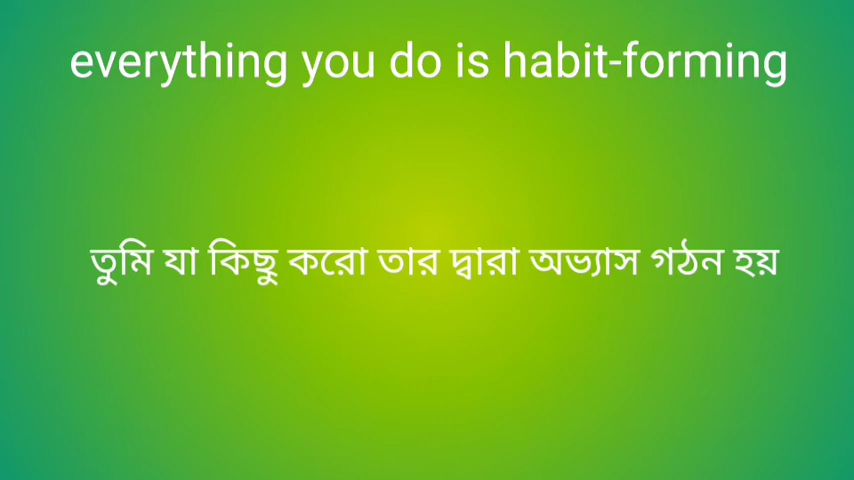 everything you do is habit-forming
তুমি যা কিছু করো তার দ্বারা অভ্যাস গঠন হয়